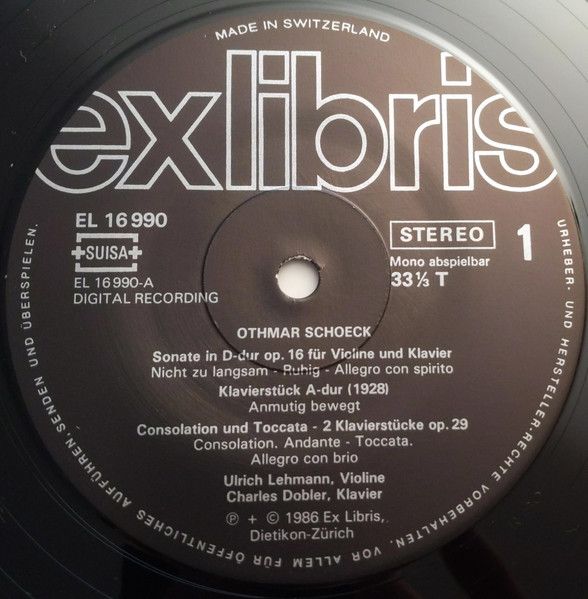 MADE IN SWITZERLAND
exlibris
EL 16 990
+SUISA+
EL 16 990-A
DIGITAL RECORDING
STEREO
1
Mono abspielbar
33⅓ T
OTHMAR SCHOECK
Sonate in D-dur op. 16 für Violine und Klavier
Nicht zu langsam - Ruhig - Allegro con spirito
Klavierstück A-dur (1928)
Anmutig bewegt
Consolation und Toccata - 2 Klavierstücke op. 29
Consolation. Andante - Toccata.
Allegro con brio
Ulrich Lehmann, Violine
Charles Dobler, Klavier
℗ + © 1986 Ex Libris,
Dietikon-Zürich
URHEBER- UND HERSTELLER-RECHTE VORBEHALTEN, VOR ALLEM FÜR ÖFFENTLICHES AUFFÜHREN, SENDEN UND ÜBERSPIELEN.